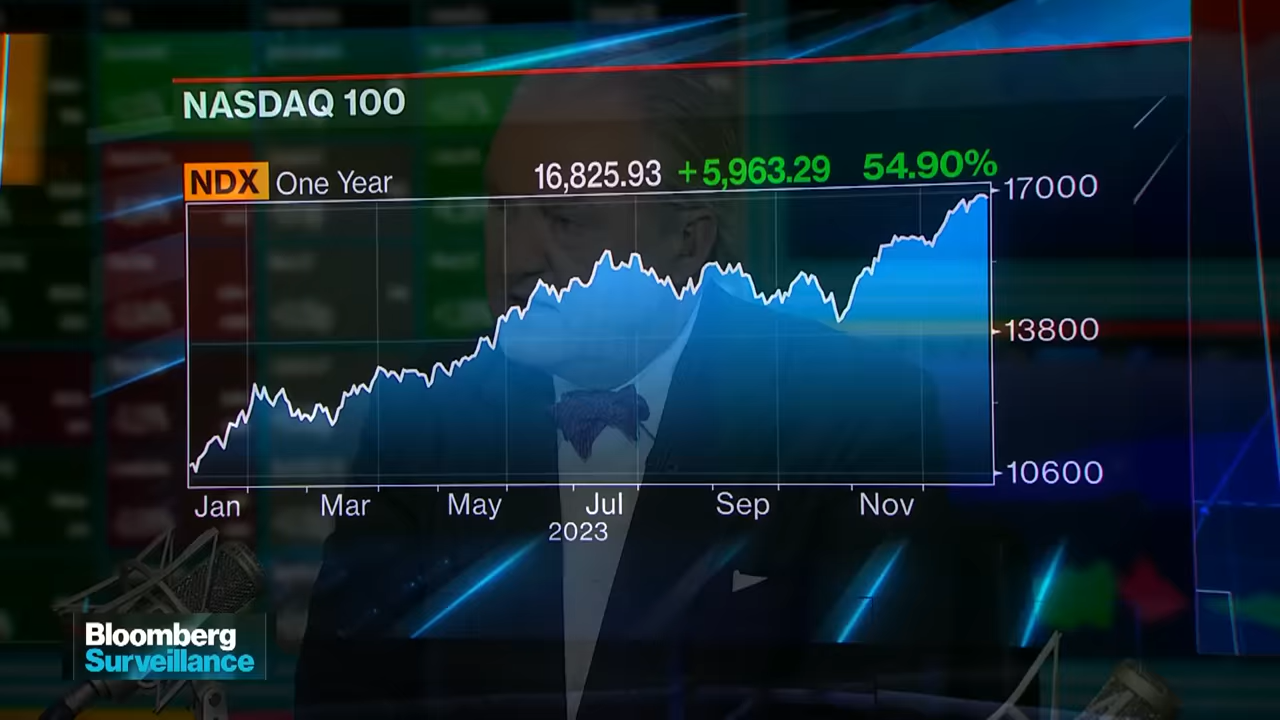 NASDAQ 100
NDX One Year 16,825.93 +5,963.29 54.90%
17000
13800
10600
Jan Mar May Jul Sep Nov
2023
Bloomberg
Surveillance